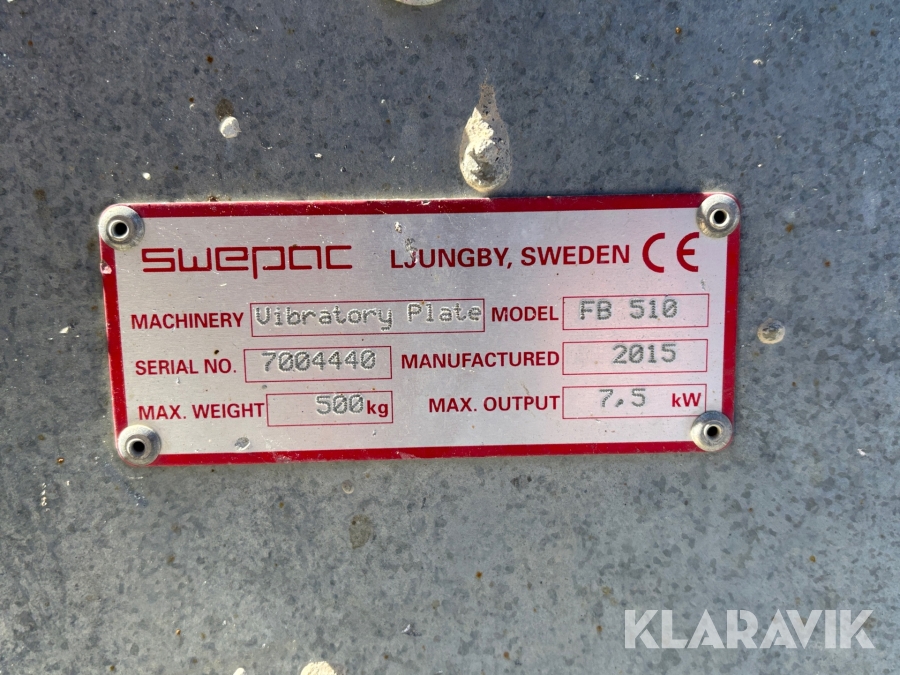 swepac LJUNGBY, SWEDEN CE
MACHINERY Vibratory Plate MODEL FB 510
SERIAL NO. 7004440 MANUFACTURED 2015
MAX. WEIGHT 500kg MAX. OUTPUT 7,5 kW
KLARAVIK